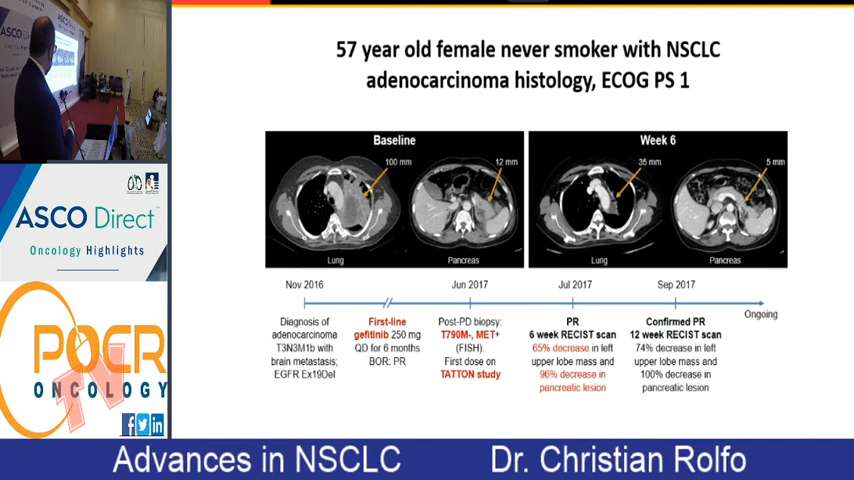 ASCO Direct
57 year old female never smoker with NSCLC
adenocarcinoma histology, ECOG PS 1
Baseline
100 mm
12 mm
Lung
Pancreas
Week 6
35 mm
5 mm
Lung
Pancreas
Nov 2016
Jun 2017
Jul 2017
Sep 2017
Ongoing
Diagnosis of
adenocarcinoma
T3N3M1b with
brain metastasis;
EGFR Ex19Del
First-line
gefitinib 250 mg
QD for 6 months
BOR: PR
Post-PD biopsy:
T790M-, MET+
(FISH).
First dose on
TATTON study
PR
6 week RECIST scan
65% decrease in left
upper lobe mass and
96% decrease in
pancreatic lesion
Confirmed PR
12 week RECIST scan
74% decrease in left
upper lobe mass and
100% decrease in
pancreatic lesion
ASCO Direct™
Oncology Highlights
POCR
ONCOLOGY
TV
Advances in NSCLC
Dr. Christian Rolfo